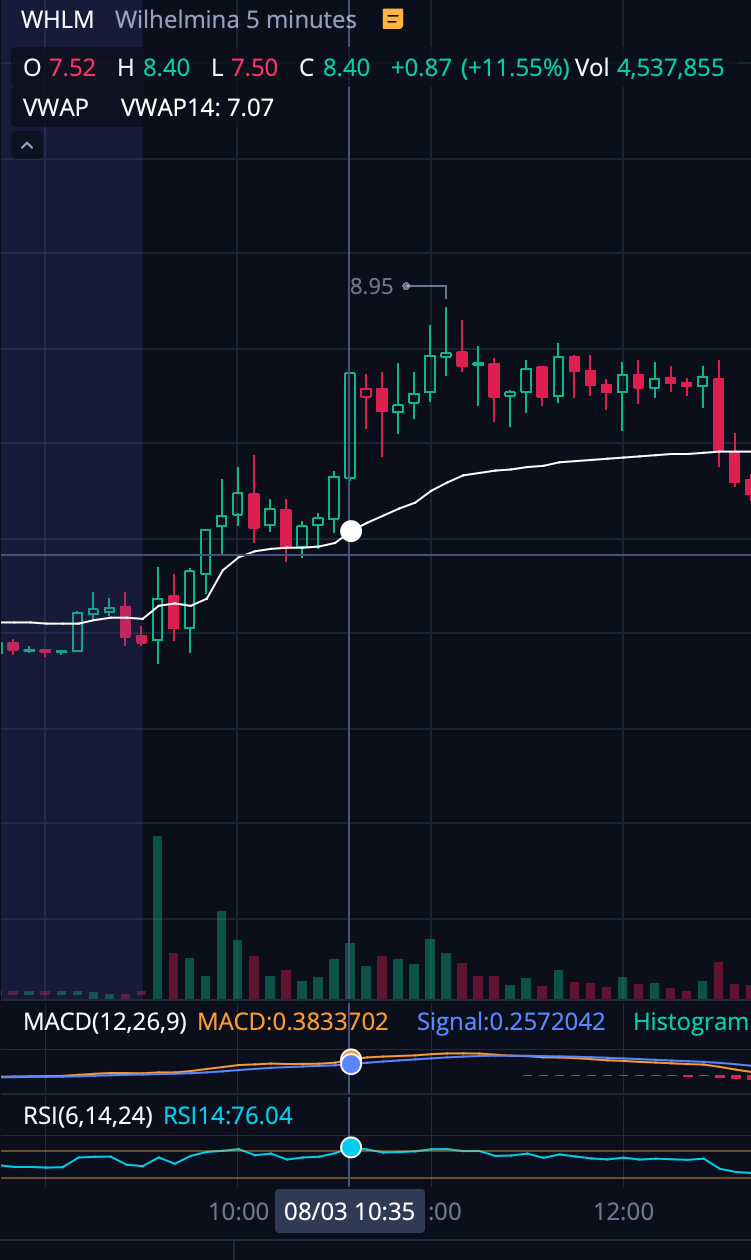 WHLM Wilhelmina 5 minutes
O 7.52 H 8.40 L 7.50 C 8.40 +0.87 (+11.55%) Vol 4,537,855
VWAP VWAP14: 7.07
8.95
MACD(12,26,9) MACD:0.3833702 Signal:0.2572042 Histogram
RSI(6,14,24) RSI14:76.04
10:00 08/03 10:35 :00 12:00